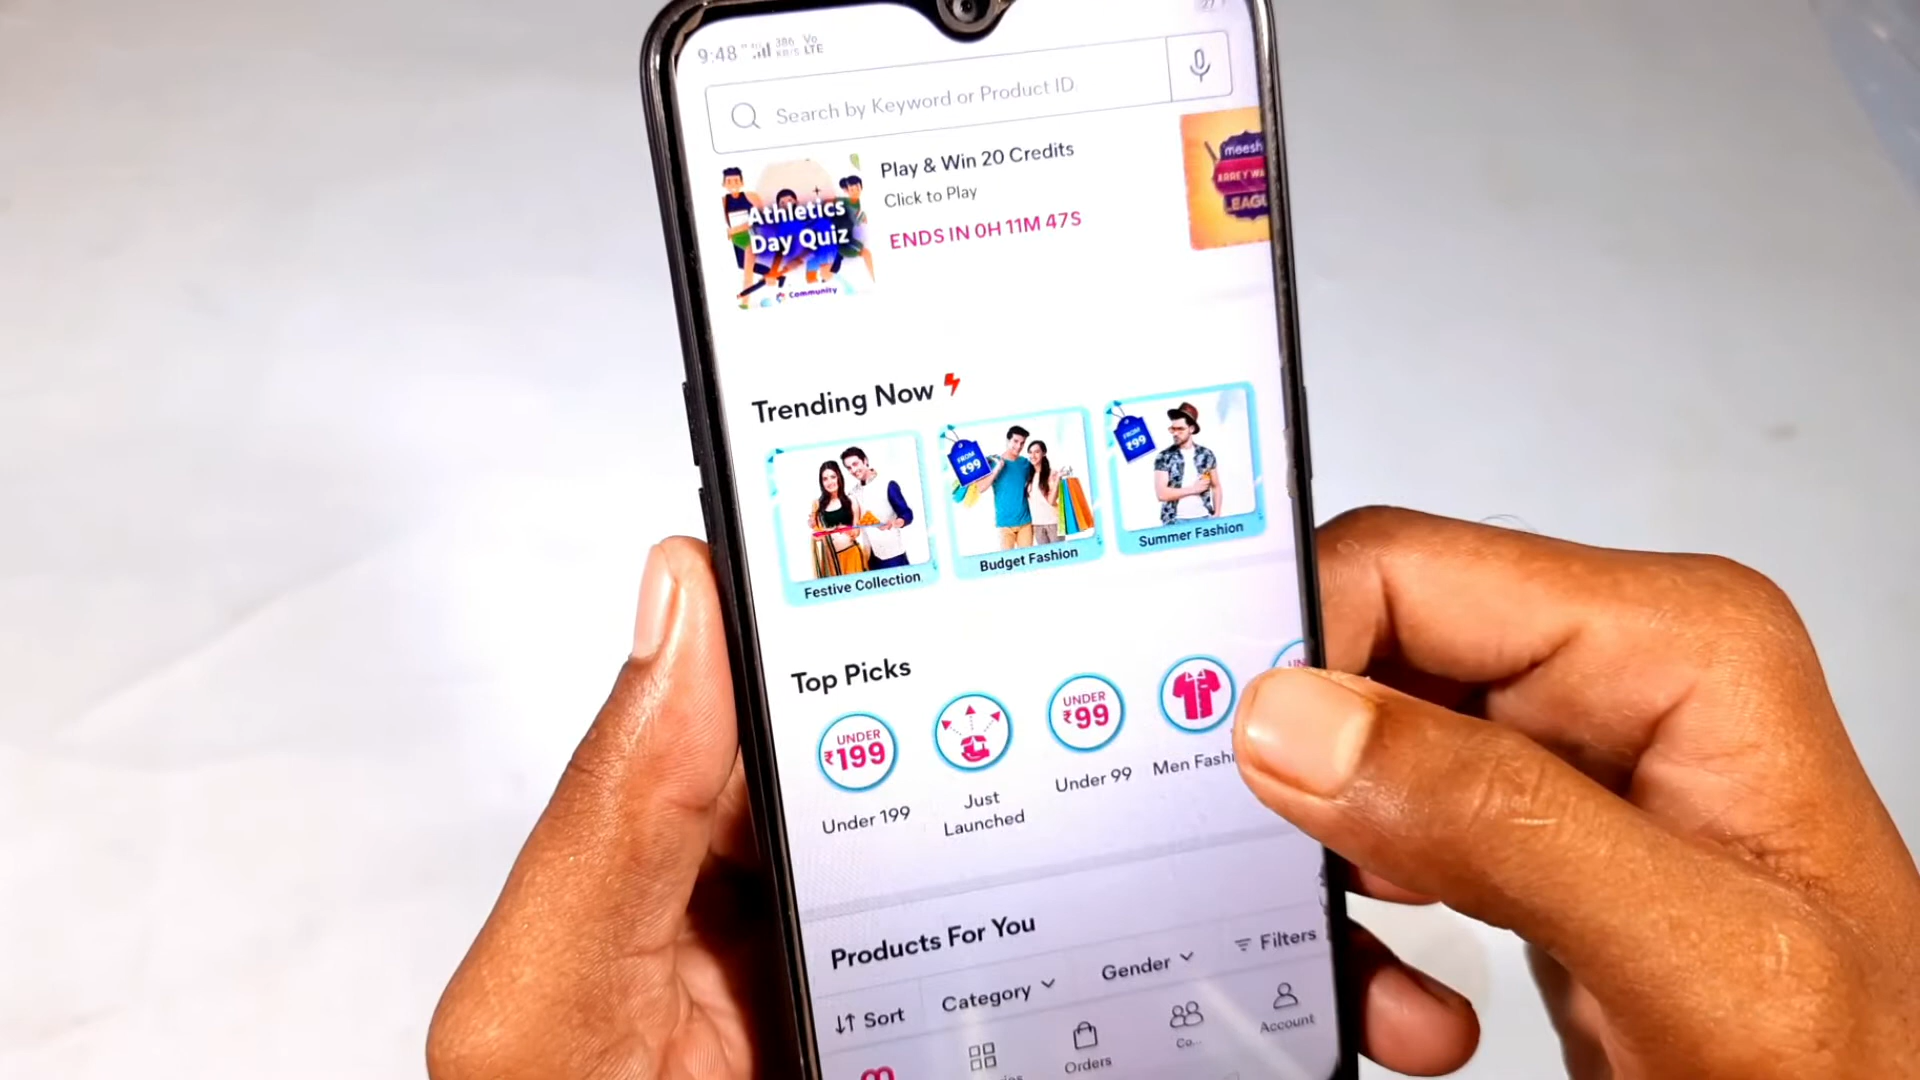 9:48
386 Vo
KB/s LTE
Search by Keyword or Product ID
Athletics
Day Quiz
Community
Play & Win 20 Credits
Click to Play
ENDS IN 0H 11M 47S
meesh
Trending Now
FROM
₹99
FROM
₹99
Festive Collection
Budget Fashion
Summer Fashion
Top Picks
UNDER
₹199
UNDER
₹99
UN
Under 199
Just
Launched
Under 99
Men Fashi
Products For You
Sort
Category
Gender
Filters
Orders
Co...
Account